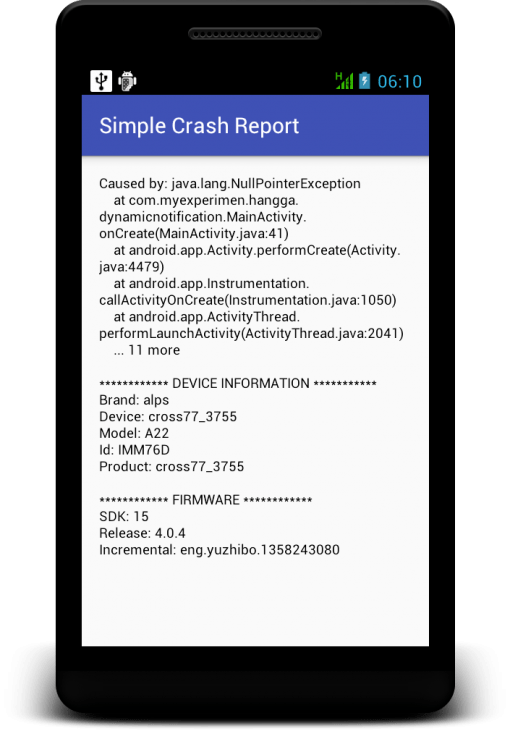 H 06:10
Simple Crash Report
Caused by: java.lang.NullPointerException
at com.myexperimen.hangga.
dynamicnotification.MainActivity.
onCreate(MainActivity.java:41)
at android.app.Activity.performCreate(Activity.
java:4479)
at android.app.Instrumentation.
callActivityOnCreate(Instrumentation.java:1050)
at android.app.ActivityThread.
performLaunchActivity(ActivityThread.java:2041)
... 11 more
************ DEVICE INFORMATION ***********
Brand: alps
Device: cross77_3755
Model: A22
Id: IMM76D
Product: cross77_3755
************ FIRMWARE ************
SDK: 15
Release: 4.0.4
Incremental: eng.yuzhibo.1358243080